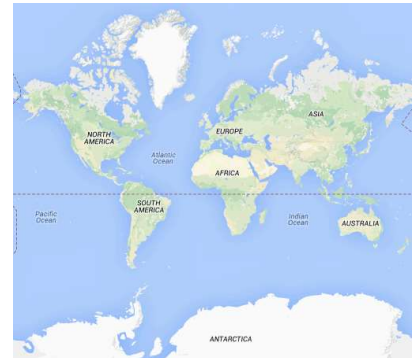 ASIA
NORTH
AMERICA
EUROPE
Atlantic
Ocean
AFRICA
SOUTH
AMERICA
Pacific
Ocean
Indian
Ocean
AUSTRALIA
ANTARCTICA